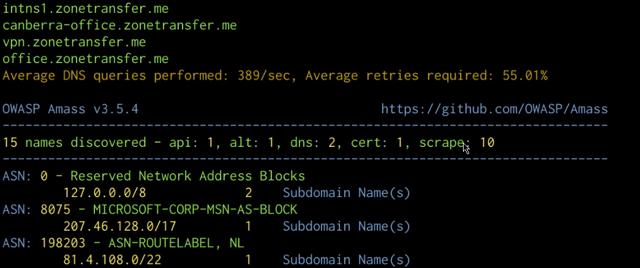 intns1.zonetransfer.me
canberra-office.zonetransfer.me
vpn.zonetransfer.me
office.zonetransfer.me
Average DNS queries performed: 389/sec, Average retries required: 55.01%
OWASP Amass v3.5.4 https://github.com/OWASP/Amass
--------------------------------------------------------------------------------
15 names discovered - api: 1, alt: 1, dns: 2, cert: 1, scrape: 10
--------------------------------------------------------------------------------
ASN: 0 - Reserved Network Address Blocks
127.0.0.0/8 2 Subdomain Name(s)
ASN: 8075 - MICROSOFT-CORP-MSN-AS-BLOCK
207.46.128.0/17 1 Subdomain Name(s)
ASN: 198203 - ASN-ROUTELABEL, NL
81.4.108.0/22 1 Subdomain Name(s)